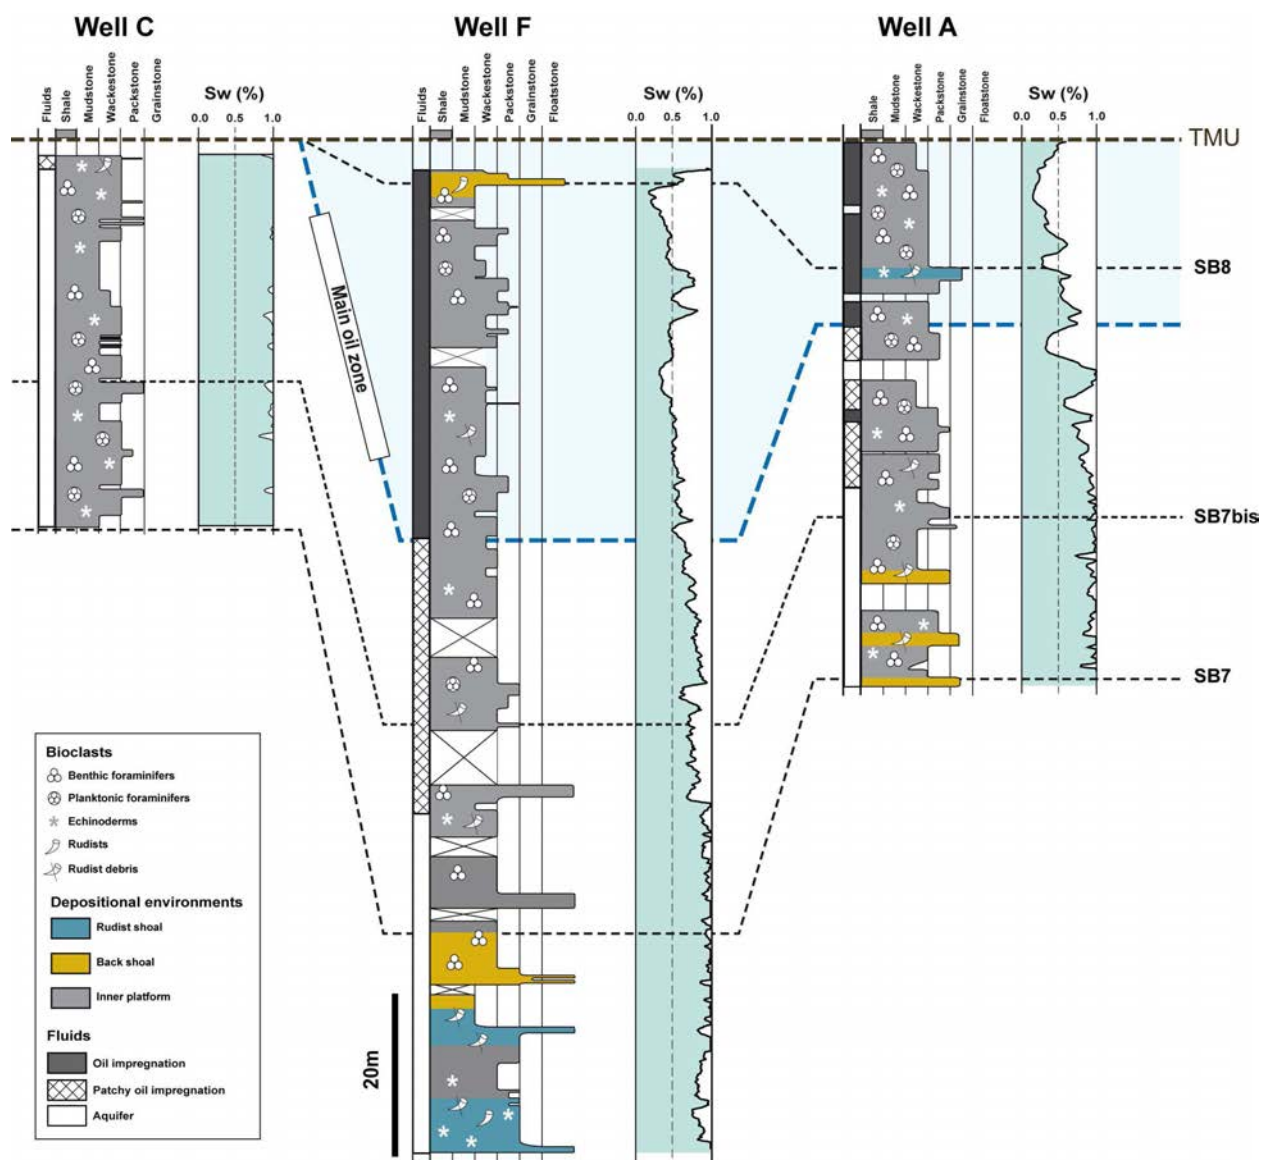 Well C
Well F
Well A
Fluids
Shale
Mudstone
Wackestone
Packstone
Grainstone
Sw (%)
0.0 0.5 1.0
Fluids
Shale
Mudstone
Wackestone
Packstone
Grainstone
Floatstone
Sw (%)
0.0 0.5 1.0
Fluids
Shale
Mudstone
Wackestone
Packstone
Grainstone
Floatstone
Sw (%)
0.0 0.5 1.0
TMU
SB8
Main oil zone
SB7bis
SB7
Bioclasts
Benthic foraminifers
Planktonic foraminifers
Echinoderms
Rudists
Rudist debris
Depositional environments
Rudist shoal
Back shoal
Inner platform
Fluids
Oil impregnation
Patchy oil impregnation
Aquifer
20m